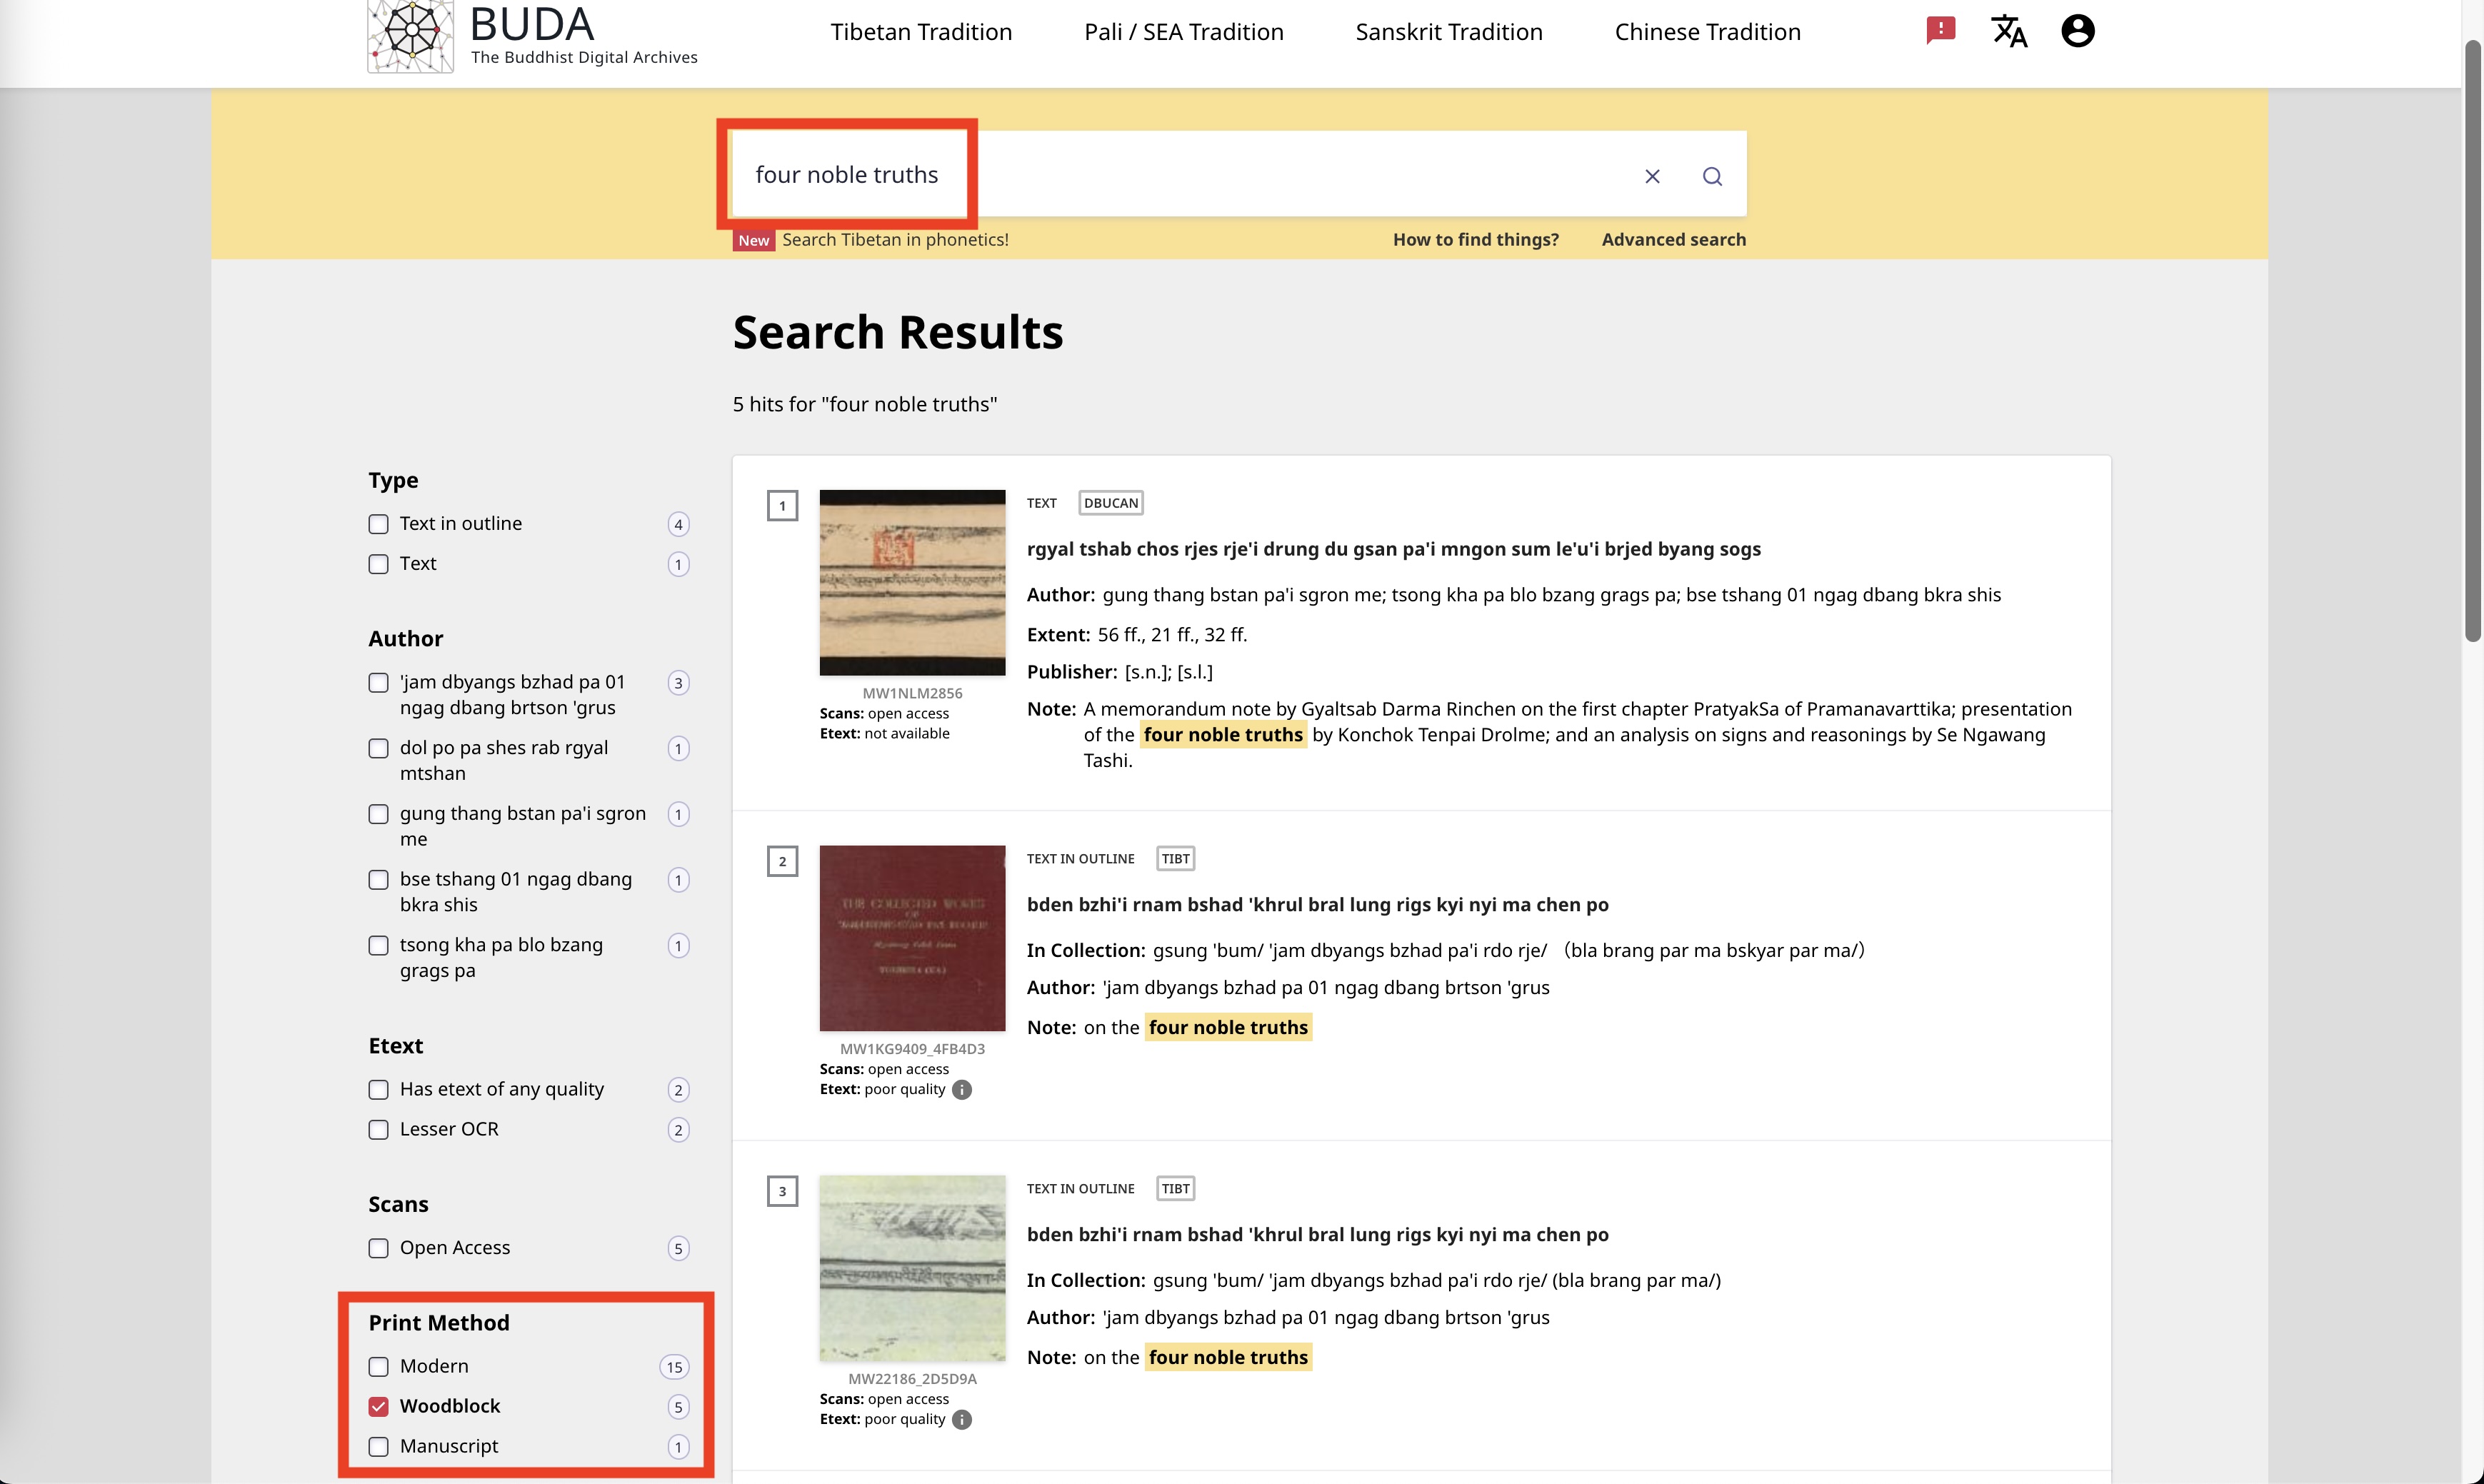 BUDA
The Buddhist Digital Archives
Tibetan Tradition
Pali / SEA Tradition
Sanskrit Tradition
Chinese Tradition
four noble truths
New Search Tibetan in phonetics!
How to find things?
Advanced search
Search Results
5 hits for "four noble truths"
Type
Text in outline 4
Text 1
Author
'jam dbyangs bzhad pa 01 3
ngag dbang brtson 'grus
dol po pa shes rab rgyal 1
mtshan
gung thang bstan pa'i sgron 1
me
bse tshang 01 ngag dbang 1
bkra shis
tsong kha pa blo bzang 1
grags pa
Etext
Has etext of any quality 2
Lesser OCR 2
Scans
Open Access 5
Print Method
Modern 15
Woodblock 5
Manuscript 1
1
MW1NLM2856
Scans: open access
Etext: not available
TEXT DBUCAN
rgyal tshab chos rjes rje'i drung du gsan pa'i mngon sum le'u'i brjed byang sogs
Author: gung thang bstan pa'i sgron me; tsong kha pa blo bzang grags pa; bse tshang 01 ngag dbang bkra shis
Extent: 56 ff., 21 ff., 32 ff.
Publisher: [s.n.]; [s.l.]
Note: A memorandum note by Gyaltsab Darma Rinchen on the first chapter PratyakSa of Pramanavarttika; presentation
of the four noble truths by Konchok Tenpai Drolme; and an analysis on signs and reasonings by Se Ngawang
Tashi.
2
THE COLLECTED WORKS
OF
MW1KG9409_4FB4D3
Scans: open access
Etext: poor quality
TEXT IN OUTLINE TIBT
bden bzhi'i rnam bshad 'khrul bral lung rigs kyi nyi ma chen po
In Collection: gsung 'bum/ 'jam dbyangs bzhad pa'i rdo rje/ （bla brang par ma bskyar par ma/）
Author: 'jam dbyangs bzhad pa 01 ngag dbang brtson 'grus
Note: on the four noble truths
3
MW22186_2D5D9A
Scans: open access
Etext: poor quality
TEXT IN OUTLINE TIBT
bden bzhi'i rnam bshad 'khrul bral lung rigs kyi nyi ma chen po
In Collection: gsung 'bum/ 'jam dbyangs bzhad pa'i rdo rje/ (bla brang par ma/)
Author: 'jam dbyangs bzhad pa 01 ngag dbang brtson 'grus
Note: on the four noble truths